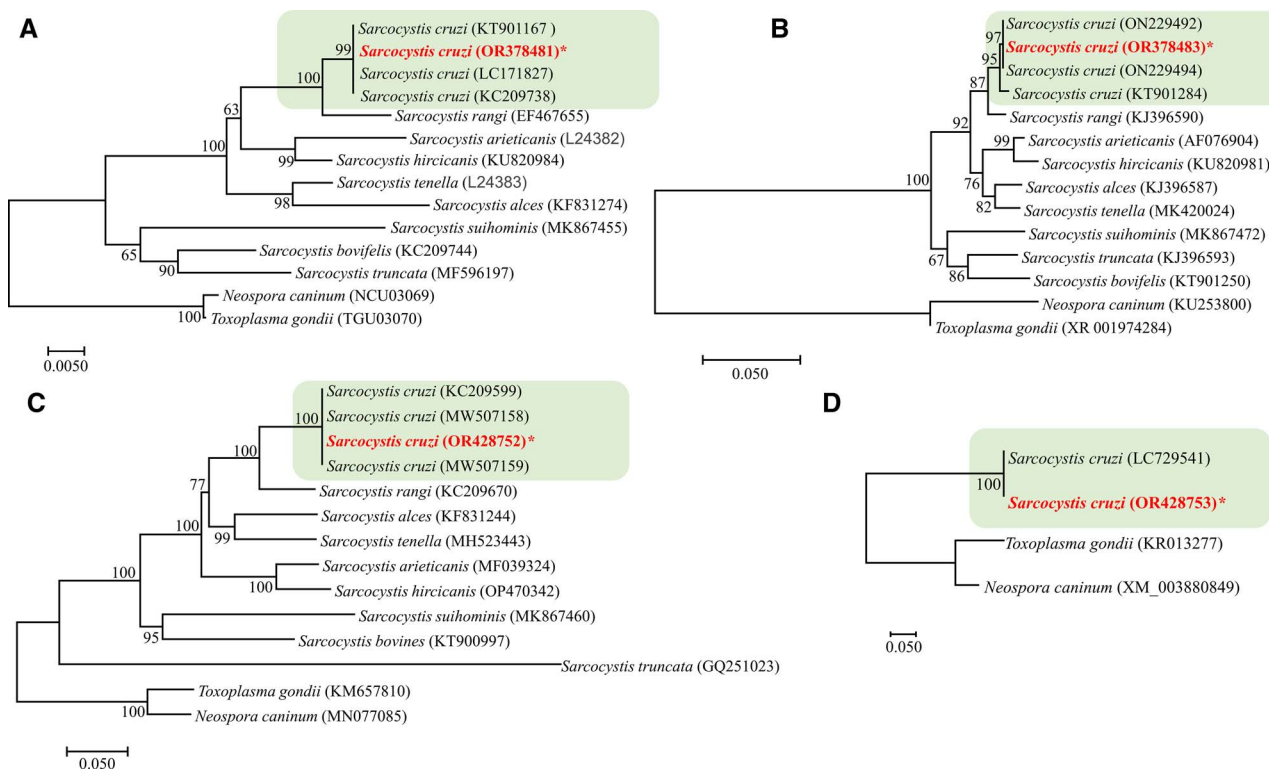 A
Sarcocystis cruzi (KT901167 )
99
Sarcocystis cruzi (OR378481)*
Sarcocystis cruzi (LC171827)
100
Sarcocystis cruzi (KC209738)
63
Sarcocystis rangi (EF467655)
Sarcocystis arieticanis (L24382)
100
99
Sarcocystis hircicanis (KU820984)
Sarcocystis tenella (L24383)
98
Sarcocystis alces (KF831274)
Sarcocystis suihominis (MK867455)
65
Sarcocystis bovifelis (KC209744)
90
Sarcocystis truncata (MF596197)
Neospora caninum (NCU03069)
100
Toxoplasma gondii (TGU03070)
0.0050
B
Sarcocystis cruzi (ON229492)
97
Sarcocystis cruzi (OR378483)*
95
Sarcocystis cruzi (ON229494)
87
Sarcocystis cruzi (KT901284)
Sarcocystis rangi (KJ396590)
92
99
Sarcocystis arieticanis (AF076904)
Sarcocystis hircicanis (KU820981)
100
76
Sarcocystis alces (KJ396587)
82
Sarcocystis tenella (MK420024)
Sarcocystis suihominis (MK867472)
67
Sarcocystis truncata (KJ396593)
86
Sarcocystis bovifelis (KT901250)
Neospora caninum (KU253800)
Toxoplasma gondii (XR 001974284)
0.050
C
Sarcocystis cruzi (KC209599)
100
Sarcocystis cruzi (MW507158)
Sarcocystis cruzi (OR428752)*
100
Sarcocystis cruzi (MW507159)
77
Sarcocystis rangi (KC209670)
Sarcocystis alces (KF831244)
100
99
Sarcocystis tenella (MH523443)
Sarcocystis arieticanis (MF039324)
100
100
Sarcocystis hircicanis (OP470342)
Sarcocystis suihominis (MK867460)
95
Sarcocystis bovines (KT900997)
Sarcocystis truncata (GQ251023)
Toxoplasma gondii (KM657810)
100
Neospora caninum (MN077085)
0.050
D
Sarcocystis cruzi (LC729541)
100
Sarcocystis cruzi (OR428753)*
Toxoplasma gondii (KR013277)
Neospora caninum (XM_003880849)
0.050